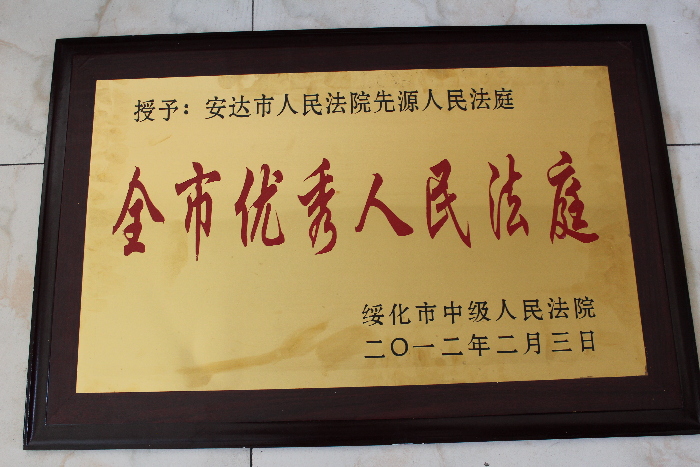 授予：安达市人民法院先源人民法庭
全市优秀人民法庭
绥化市中级人民法院
二〇一二年二月三日